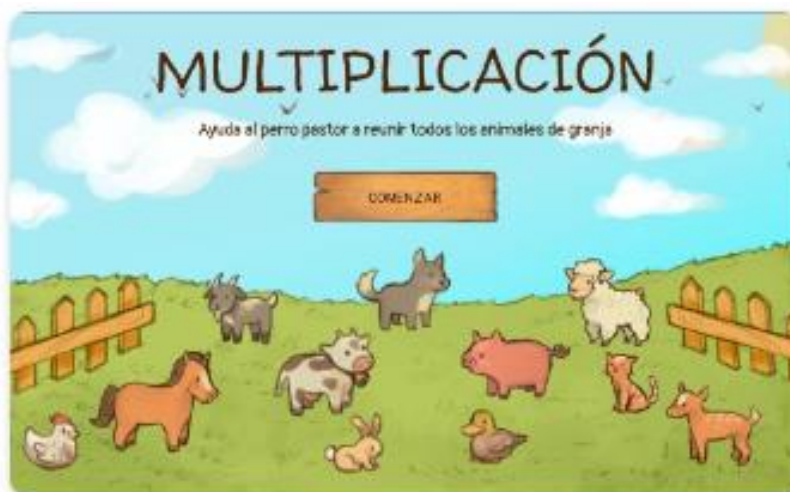 MULTIPLICACIÓN
Ayuda al perro pastor a reunir todos los animales de granja
COMENZAR